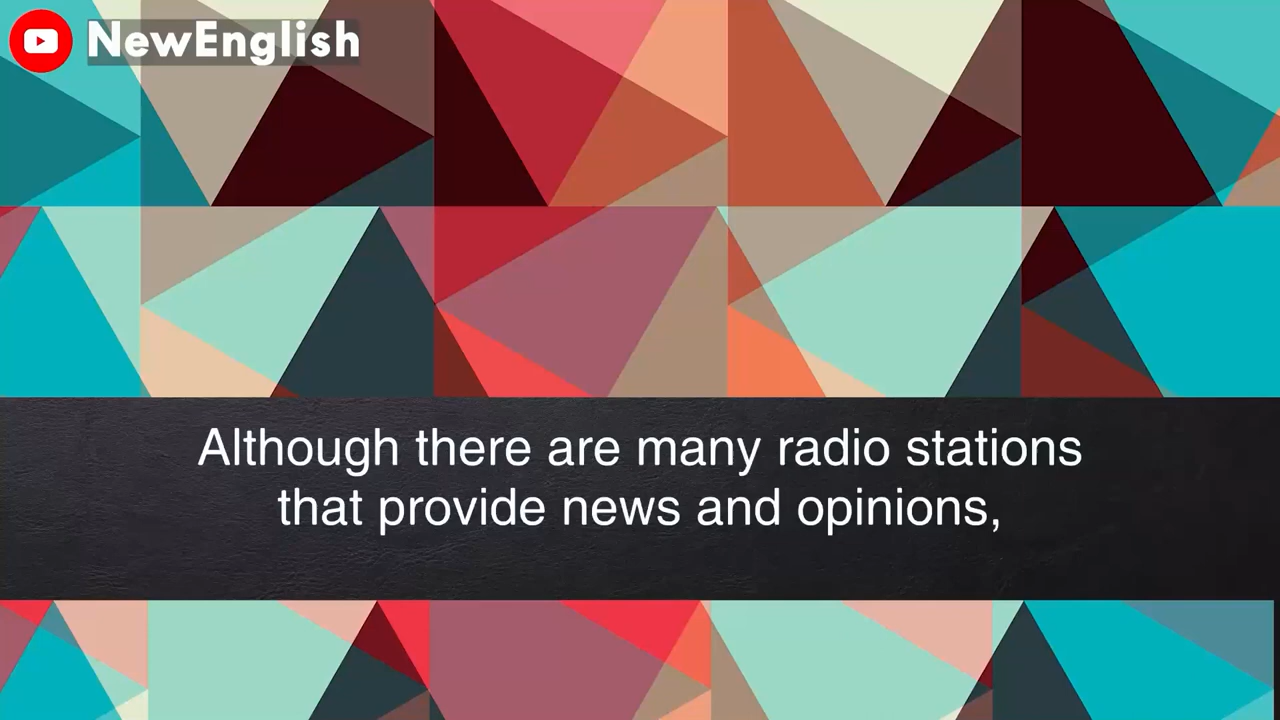 NewEnglish
Although there are many radio stations
that provide news and opinions,